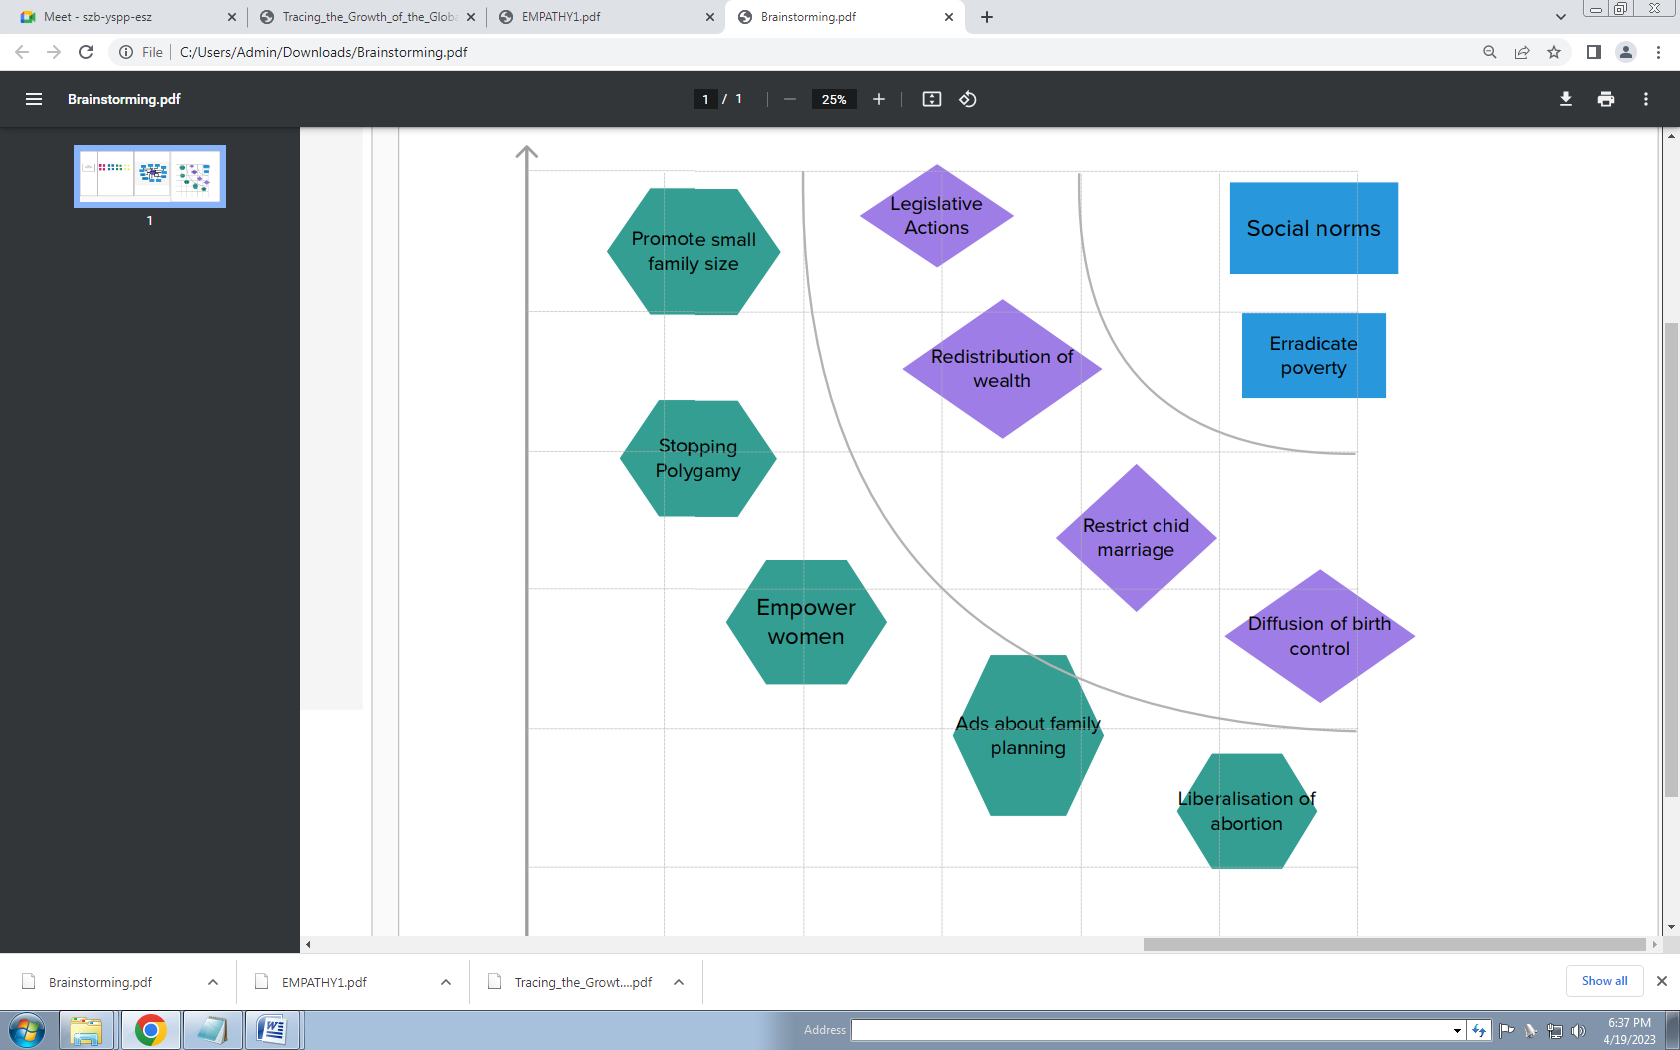 Meet - szb-yspp-esz
Tracing_the_Growth_of_the_Globa
EMPATHY1.pdf
Brainstorming.pdf
File
C:/Users/Admin/Downloads/Brainstorming.pdf
Brainstorming.pdf
1 / 1
25%
1
Promote small
family size
Legislative
Actions
Social norms
Redistribution of
wealth
Erradicate
poverty
Stopping
Polygamy
Restrict chid
marriage
Empower
women
Diffusion of birth
control
Ads about family
planning
Liberalisation of
abortion
Brainstorming.pdf
EMPATHY1.pdf
Tracing_the_Growt....pdf
Show all
Address
6:37 PM
4/19/2023